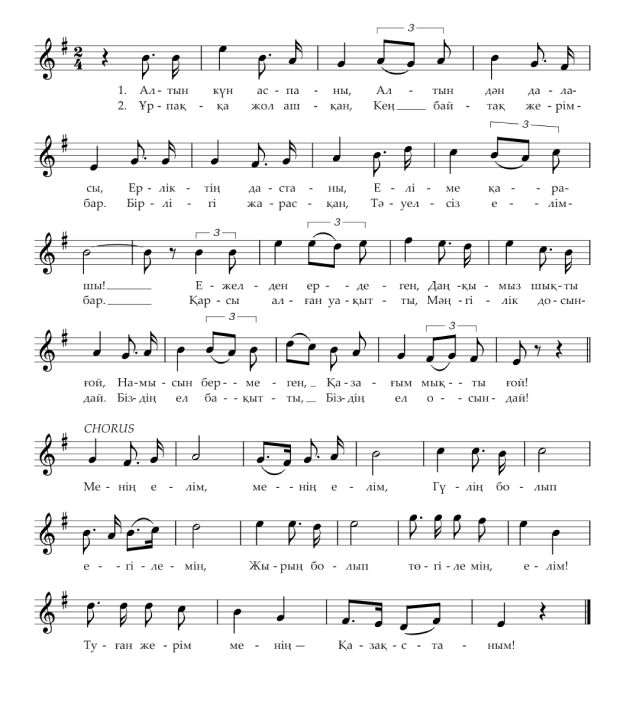 3
1. Ал - тын күн ас - па - ны, Ал - тын дән да - ла-
2. Ұр - пақ - қа жол аш - қан, Кең ___ бай - тақ же - рім-
3
сы, Ер - лік - тің да - ста - ны, Е - лі - ме қа - ра-
бар. Бір - лі - гі жа - рас - қан, Тә - уел - сіз е - лім-
3 3
шы! ___ Е - жел - ден ер - де - ген, Даң -қы- мыз шық-ты
бар. ___ Қар - сы ал - ған уа - қыт - ты, Мәң - гі - лік до - сын-
3 3
ғой, На - мы - сын бер - ме - ген, _ Қа - за - ғым мық - ты ғой!
дай. Біз-дің ел ба - қыт - ты, _ Біз-дің ел о - сын - дай!
CHORUS
Ме - нің е - лім, ме - нің е - лім, Гү - лің бо - лып
е - гі - ле - мін, Жы - рың бо - лып тө - гі - ле мін, е - лім!
Ту - ған же - рім ме - нің — Қа - зақ - с - та - ным!